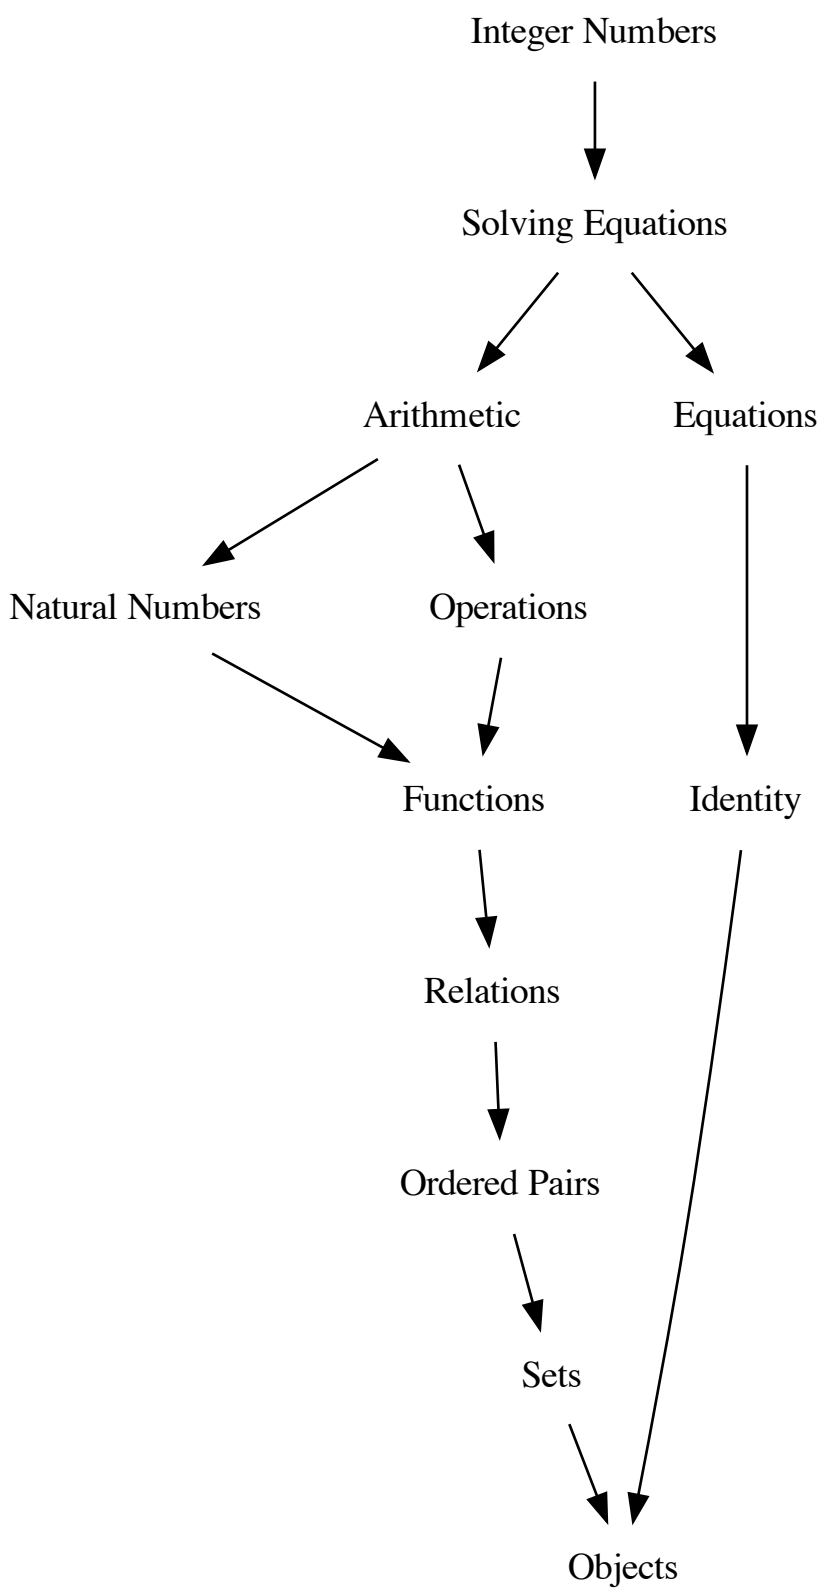 Integer Numbers
Solving Equations
Arithmetic
Equations
Natural Numbers
Operations
Functions
Identity
Relations
Ordered Pairs
Sets
Objects